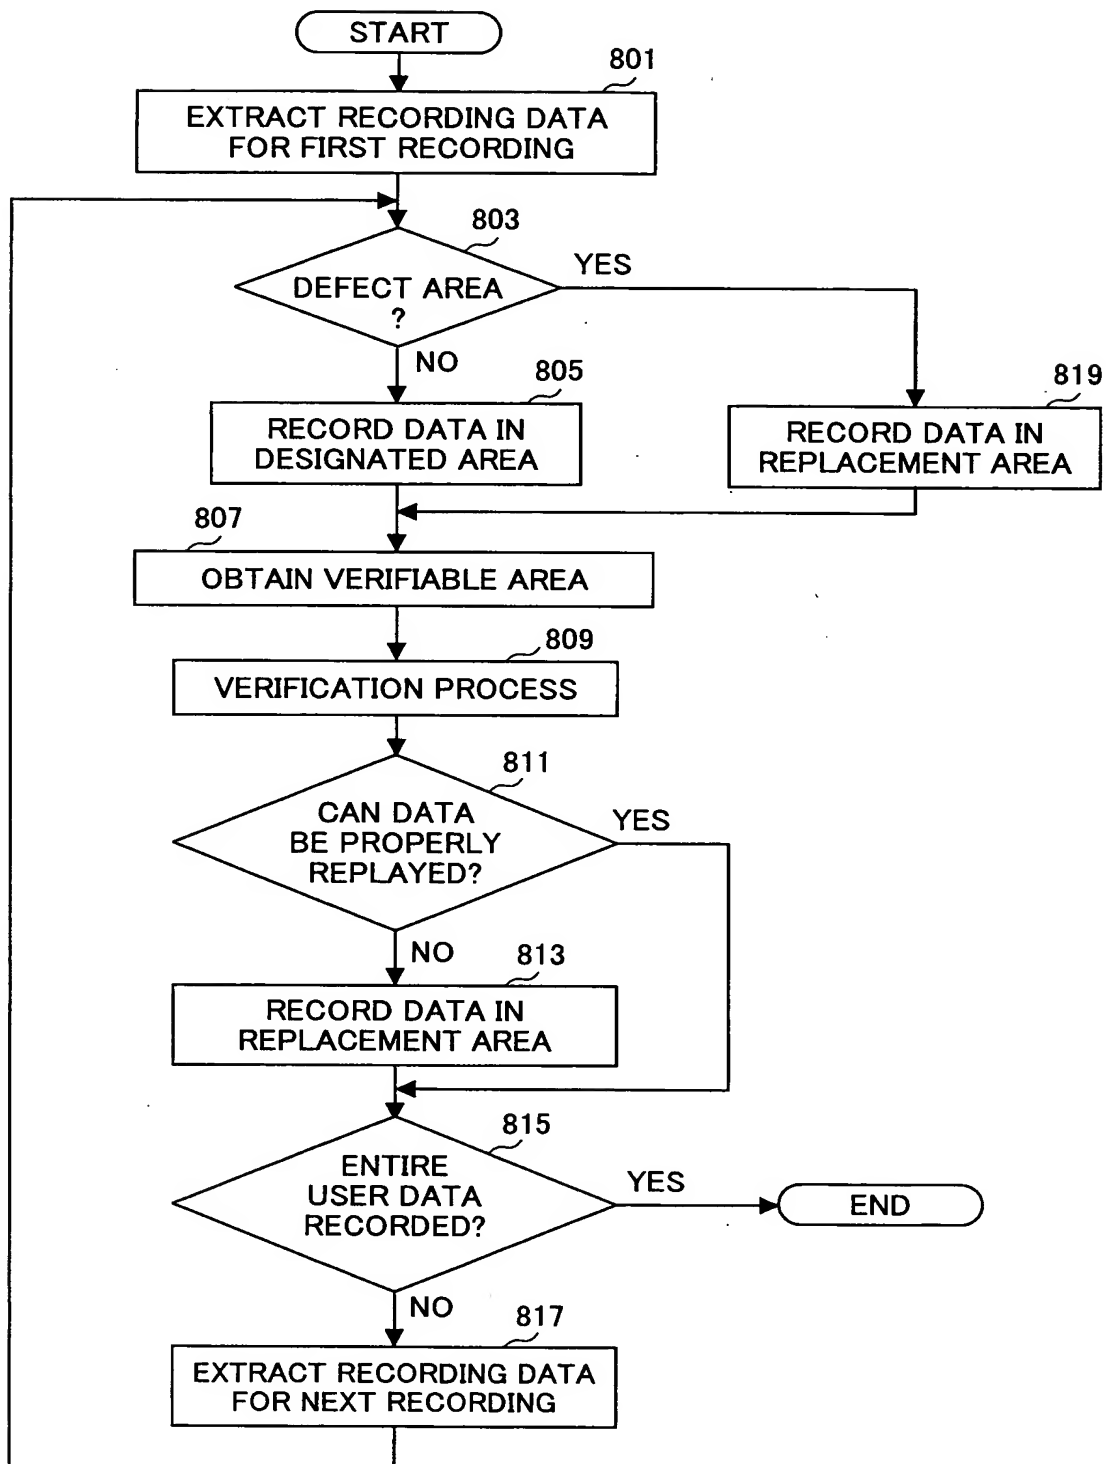 START
801
EXTRACT RECORDING DATA
FOR FIRST RECORDING
803
DEFECT AREA
?
YES
NO
805
RECORD DATA IN
DESIGNATED AREA
819
RECORD DATA IN
REPLACEMENT AREA
807
OBTAIN VERIFIABLE AREA
809
VERIFICATION PROCESS
811
CAN DATA
BE PROPERLY
REPLAYED?
YES
NO
813
RECORD DATA IN
REPLACEMENT AREA
815
ENTIRE
USER DATA
RECORDED?
YES
END
NO
817
EXTRACT RECORDING DATA
FOR NEXT RECORDING